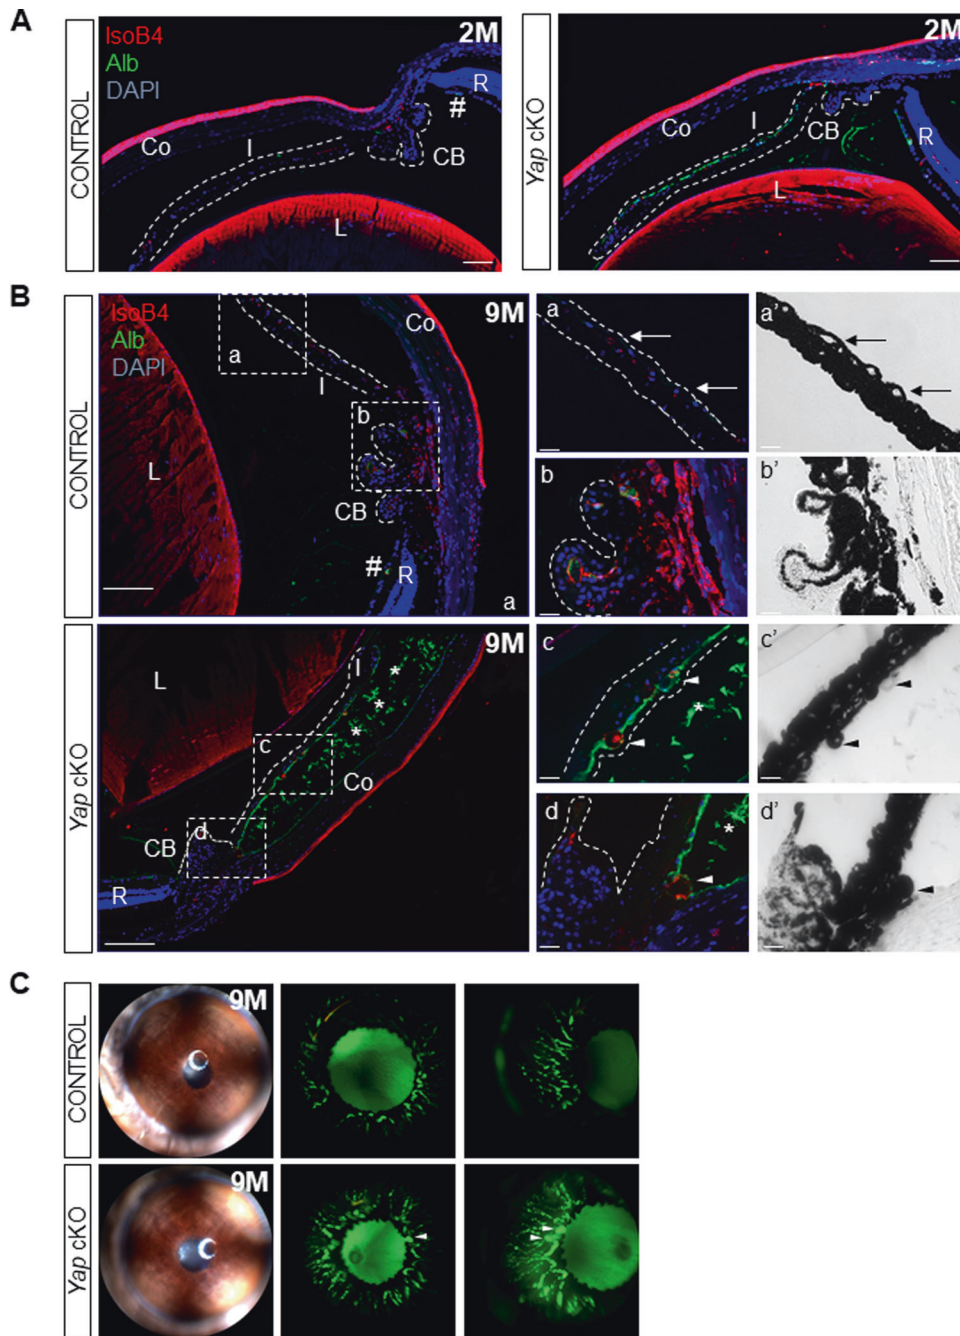 A
CONTROL
IsoB4
Alb
DAPI
2M
R
#
Co
I
CB
L
Yap cKO
2M
I
Co
CB
R
L
B
CONTROL
IsoB4
Alb
DAPI
9M
Co
a
I
b
L
CB
#
R
a
a
a'
b
b'
Yap cKO
9M
L
I
*
*
*
c
Co
d
CB
R
c
*
c'
d
*
d'
C
CONTROL
9M
Yap cKO
9M